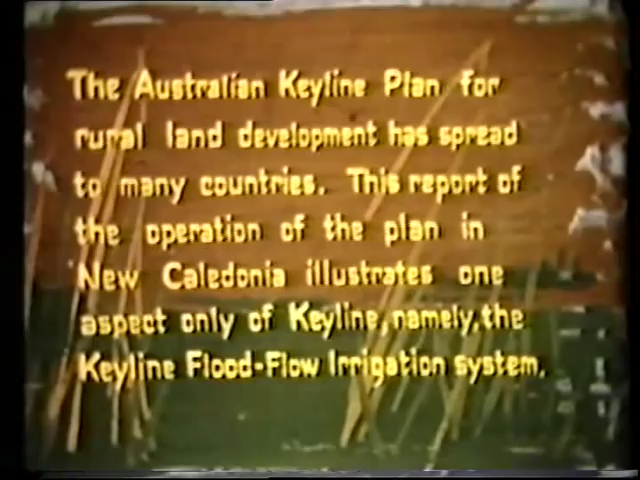 The Australian Keyline Plan for
rural land development has spread
to many countries. This report of
the operation of the plan in
New Caledonia illustrates one
aspect only of Keyline, namely, the
Keyline Flood-Flow Irrigation system.